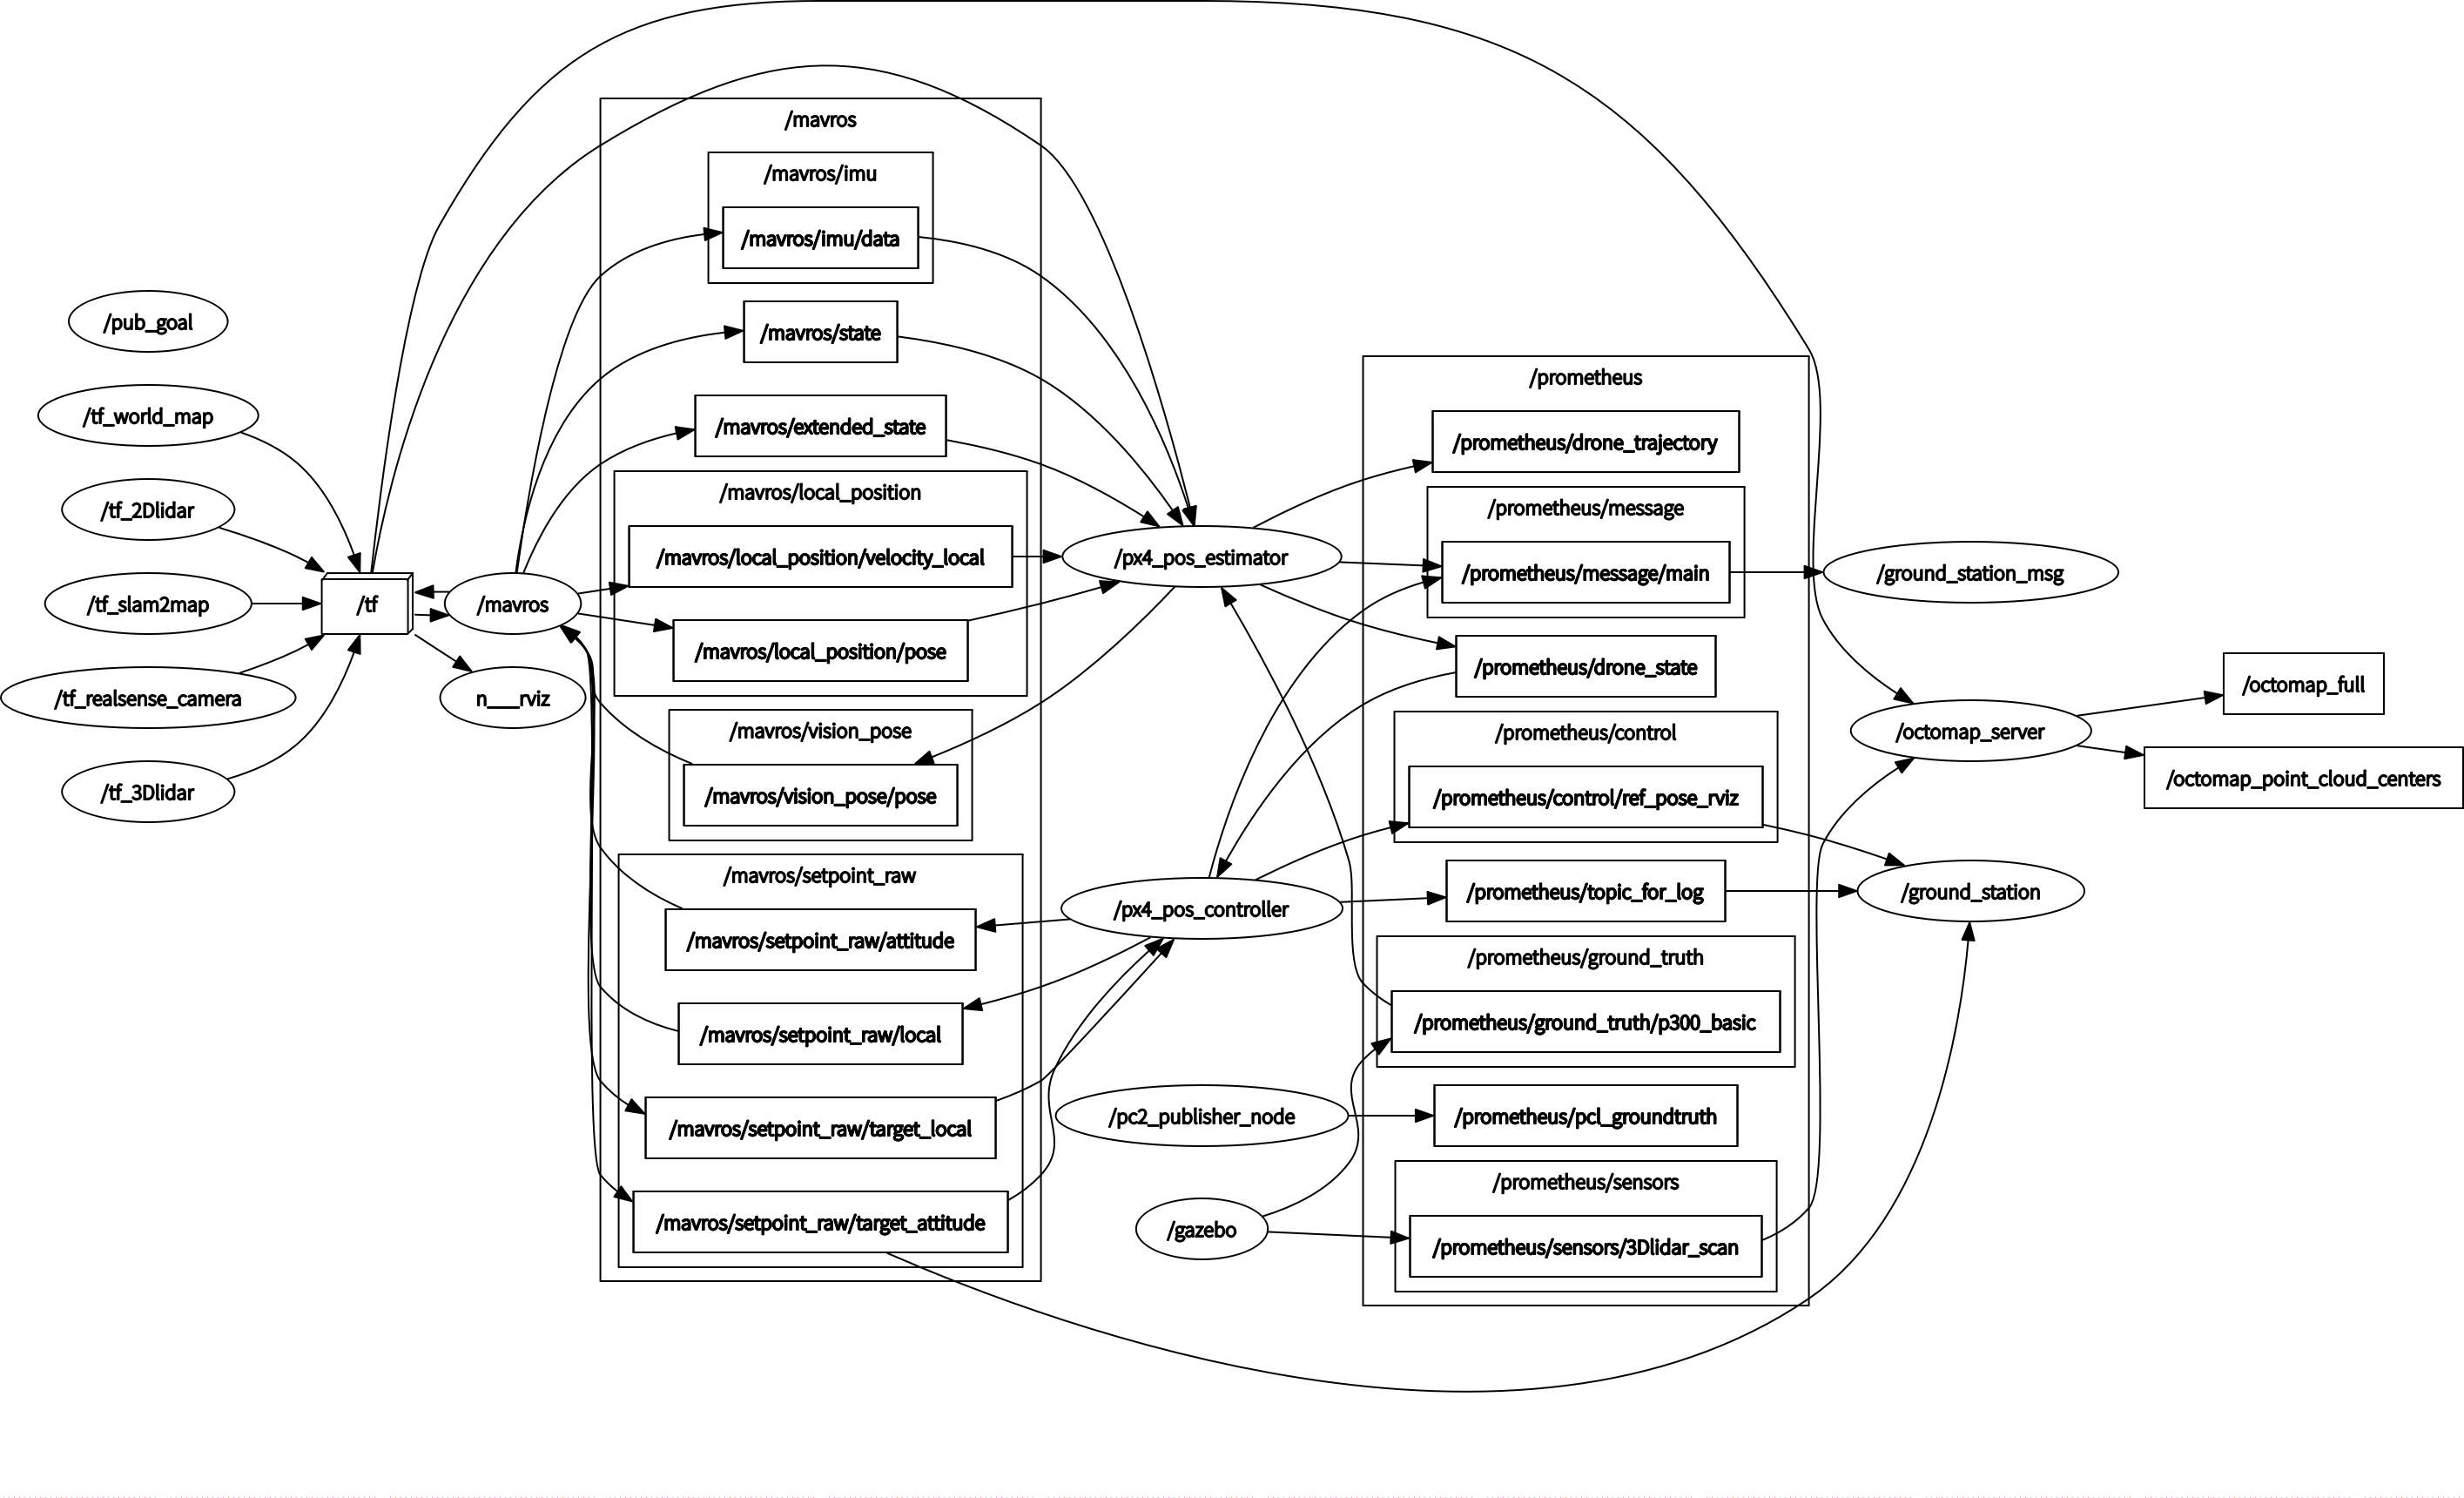 /pub_goal
/tf_world_map
/tf_2Dlidar
/tf_slam2map
/tf_realsense_camera
/tf_3Dlidar
/tf
/mavros
n___rviz
/mavros
/mavros/imu
/mavros/imu/data
/mavros/state
/mavros/extended_state
/mavros/local_position
/mavros/local_position/velocity_local
/mavros/local_position/pose
/mavros/vision_pose
/mavros/vision_pose/pose
/mavros/setpoint_raw
/mavros/setpoint_raw/attitude
/mavros/setpoint_raw/local
/mavros/setpoint_raw/target_local
/mavros/setpoint_raw/target_attitude
/px4_pos_estimator
/px4_pos_controller
/pc2_publisher_node
/gazebo
/prometheus
/prometheus/drone_trajectory
/prometheus/message
/prometheus/message/main
/prometheus/drone_state
/prometheus/control
/prometheus/control/ref_pose_rviz
/prometheus/topic_for_log
/prometheus/ground_truth
/prometheus/ground_truth/p300_basic
/prometheus/pcl_groundtruth
/prometheus/sensors
/prometheus/sensors/3Dlidar_scan
/ground_station_msg
/octomap_server
/ground_station
/octomap_full
/octomap_point_cloud_centers